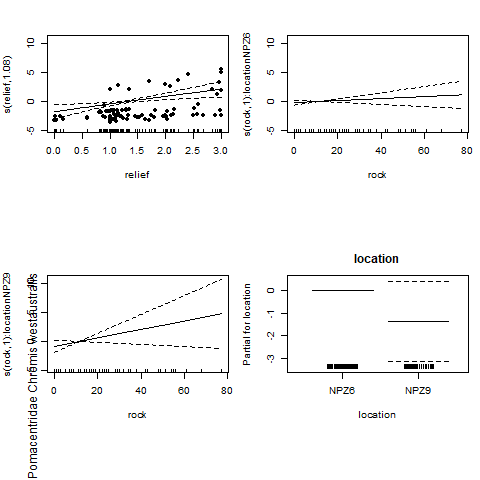 s(relief,1.08)
10
5
0
-5
0.0 0.5 1.0 1.5 2.0 2.5 3.0
relief
s(rock,1):locationNPZ6
10
5
0
-5
0 20 40 60 80
rock
s(rock,1):locationNPZ9
10
5
0
-5
0 20 40 60 80
rock
Pomacentridae Chromis westaustralis
location
Partial for location
0
-1
-2
-3
NPZ6 NPZ9
location